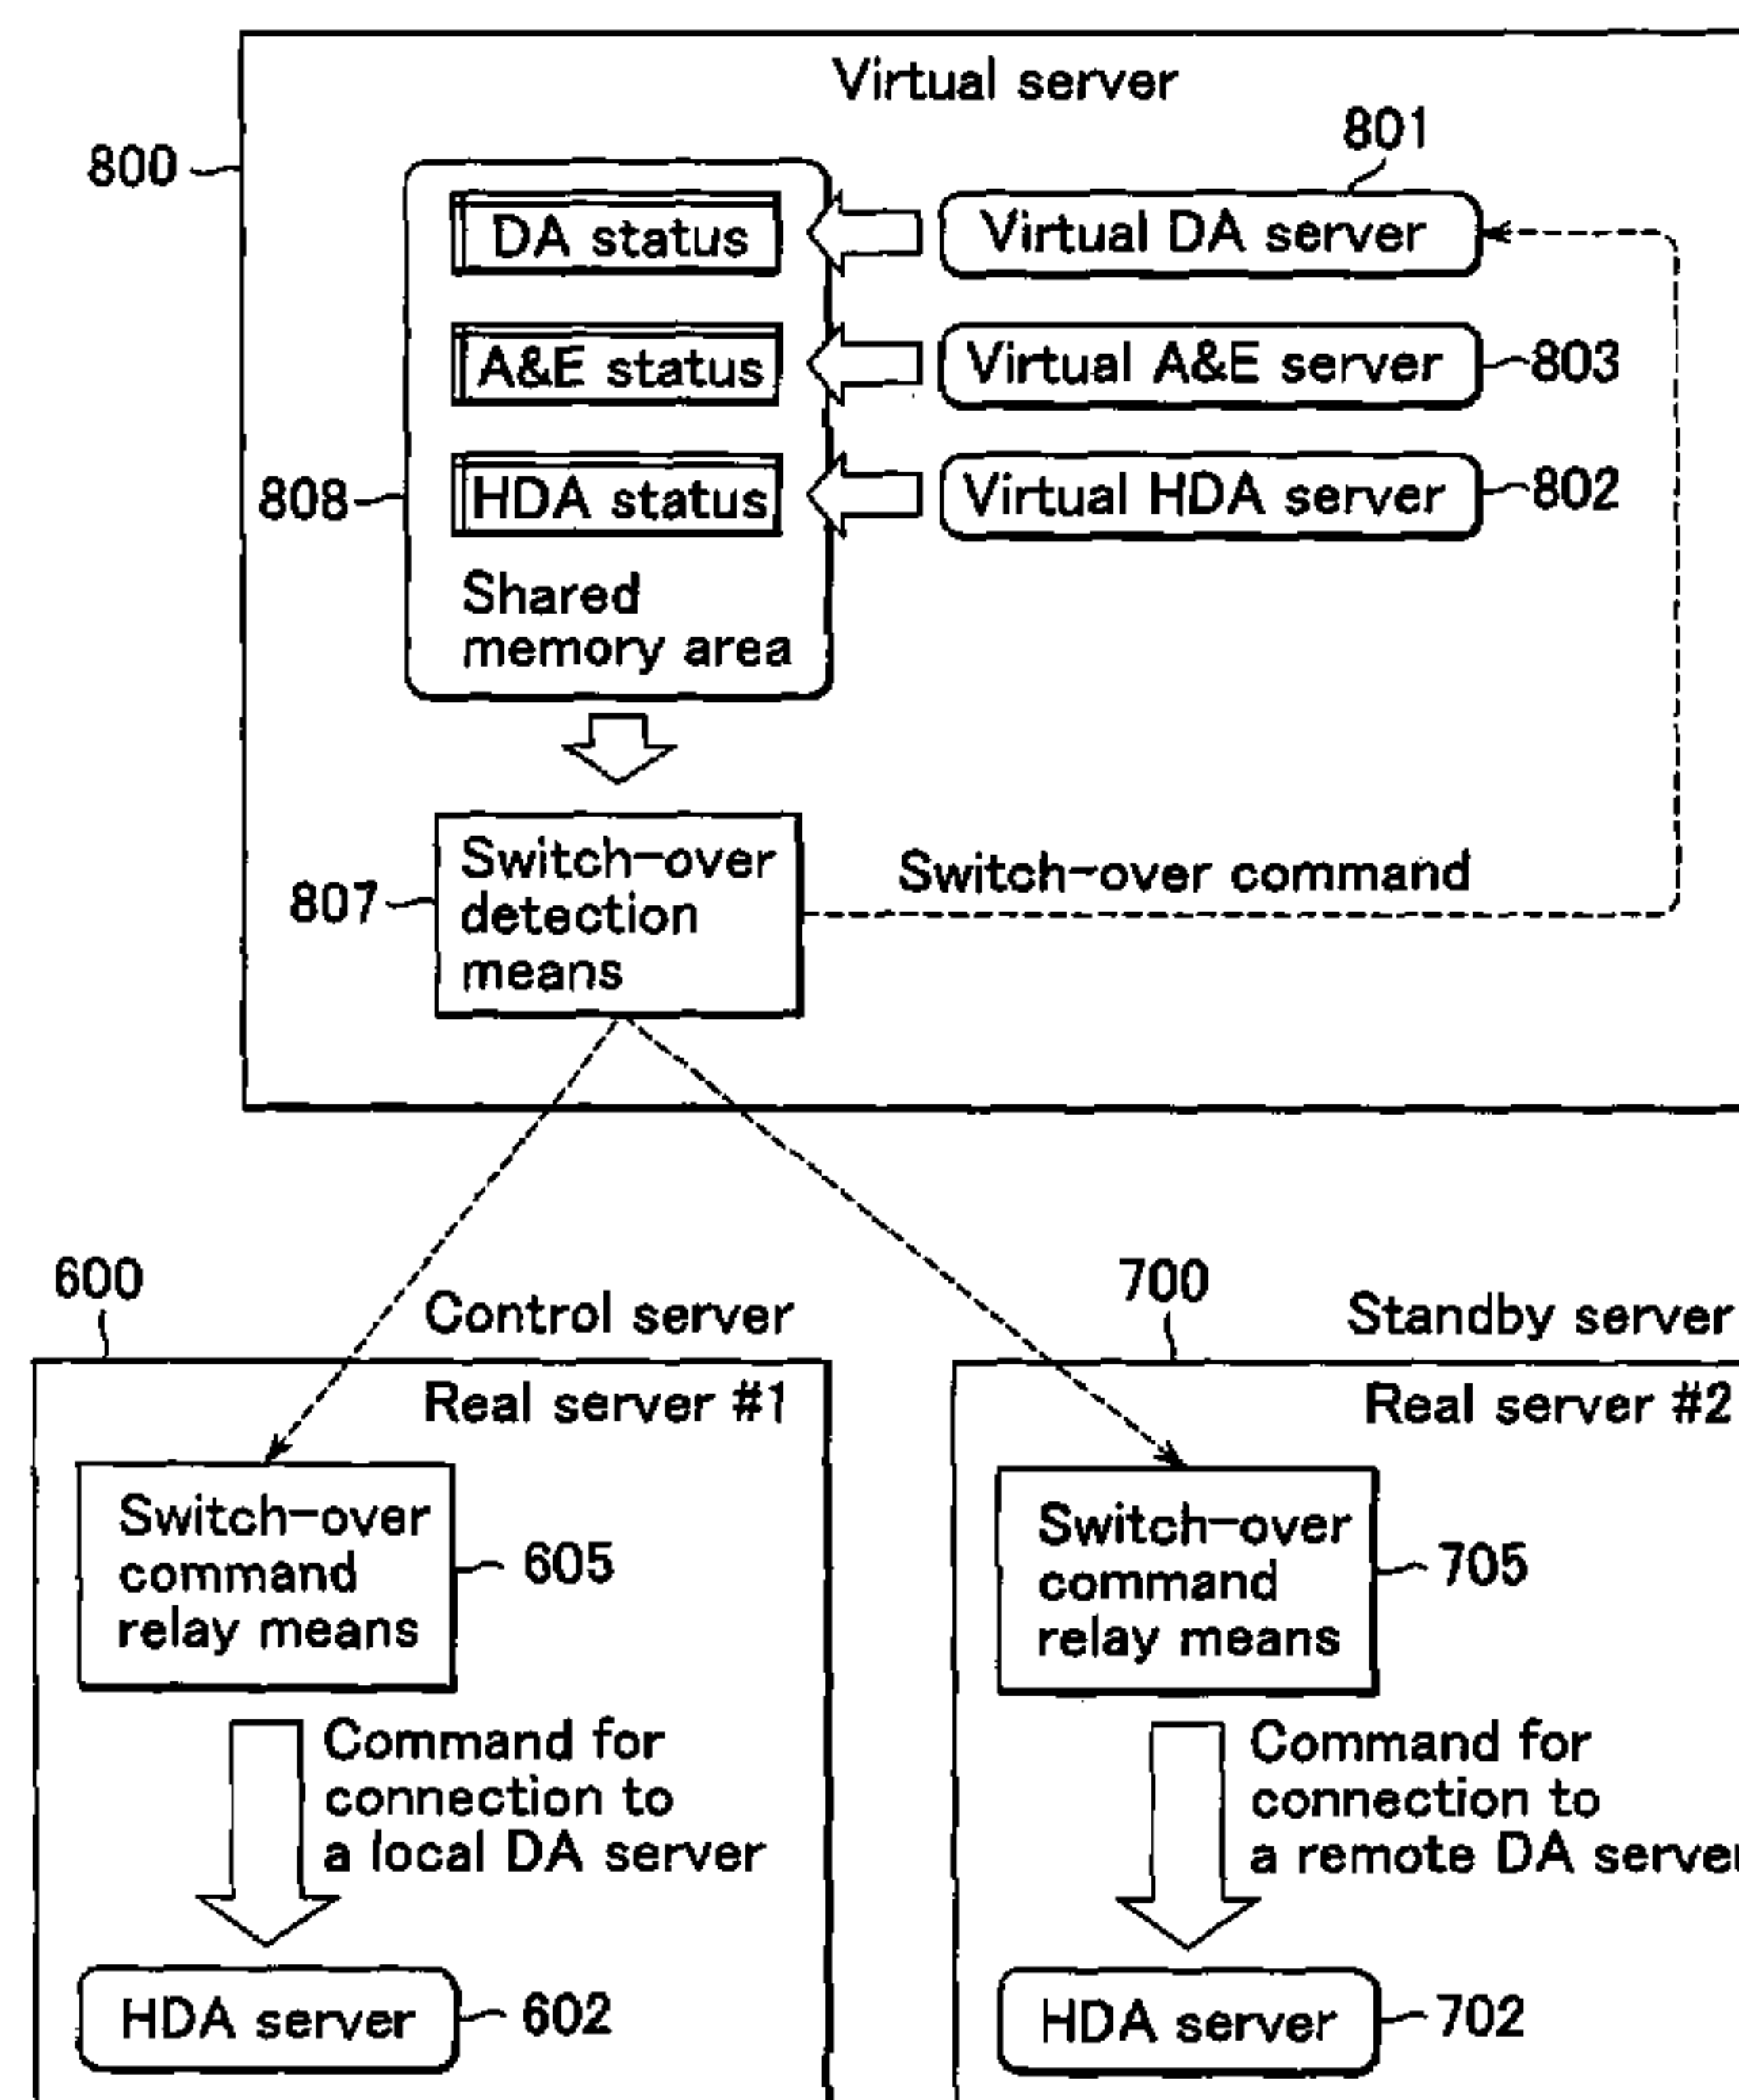 Virtual server
801
800
DA status
Virtual DA server
A&E status
Virtual A&E server
803
HDA status
Virtual HDA server
802
808
Shared
memory area
Switch-over
detection
means
807
Switch-over command
600
Control server
700
Standby server
Real server #1
Real server #2
Switch-over
command
relay means
605
Switch-over
command
relay means
705
Command for
connection to
a local DA server
Command for
connection to
a remote DA server
HDA server
602
HDA server
702